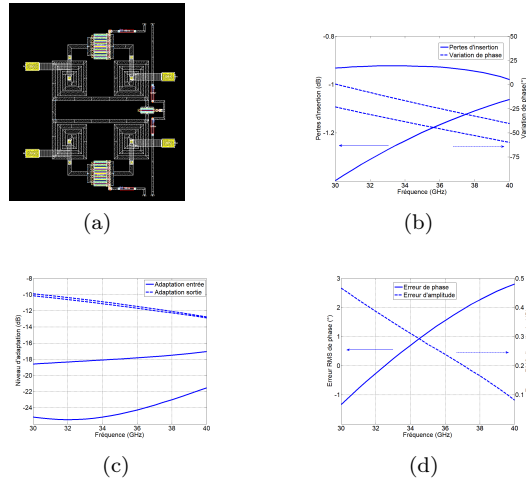 (a)
-0.8
-1.2
Pertes d'insertion (dB)
50
25
0
-25
-50
-75
Variation de phase(°)
Pertes d'insertion
Variation de phase
30 32 34 36 38 40
Fréquence (GHz)
(b)
-8
-10
-12
-14
-16
-18
-20
-22
-24
Niveau d'adaptation (dB)
Adaptation entrée
Adaptation sortie
30 32 34 36 38 40
Fréquence (GHz)
(c)
3
2
1
0
-1
Erreur RMS de phase (°)
0.5
0.4
0.3
0.2
0.1
0
Erreur de phase
Erreur d'amplitude
30 32 34 36 38 40
Fréquence (GHz)
(d)